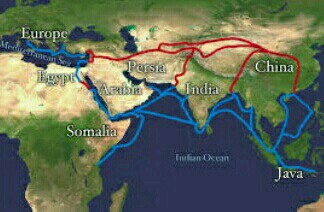 Europe
Mediterranean Sea
Egypt
Persia
China
Arabia
India
Somalia
Indian Ocean
Java